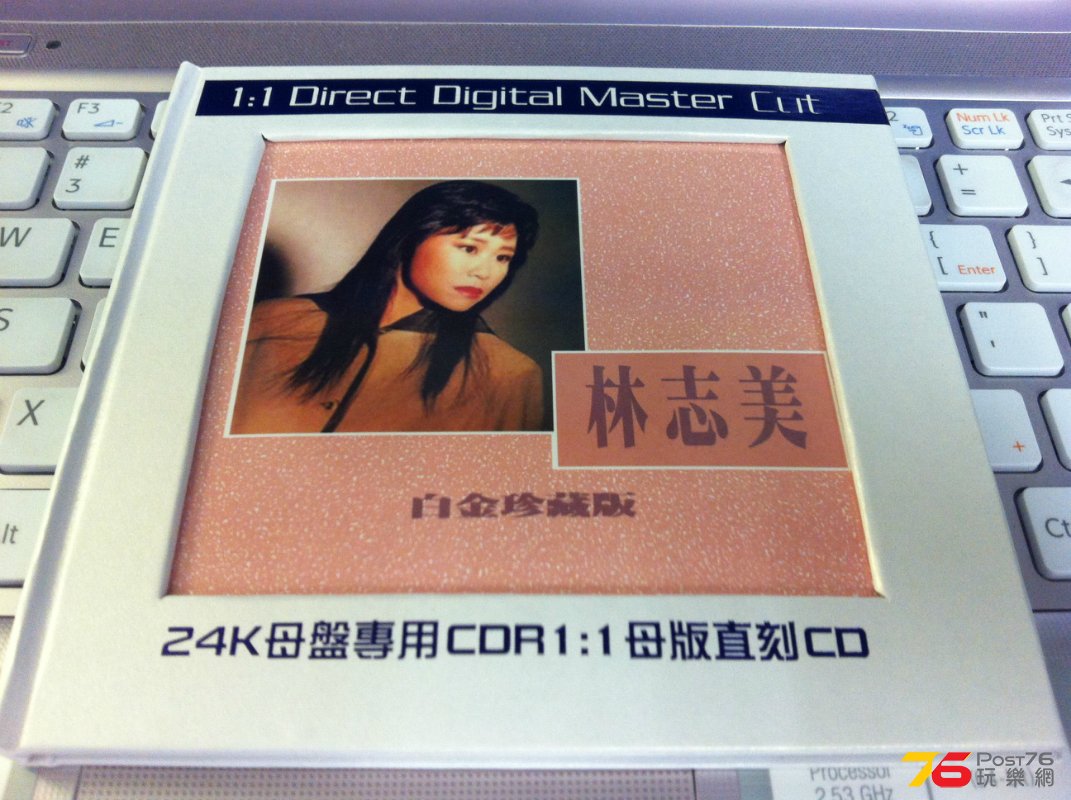 1:1 Direct Digital Master Cut
F2
F3
#
3
W
E
S
X
lt
Num Lk
Scr Lk
Prt S
Sys
+
=
{
[
Enter
}
]
"
'
+
Ct
林志美
白金珍藏版
24K母盤專用CDR1:1母版直刻CD
Processor
2.53 GHz
76
Post76
玩樂網